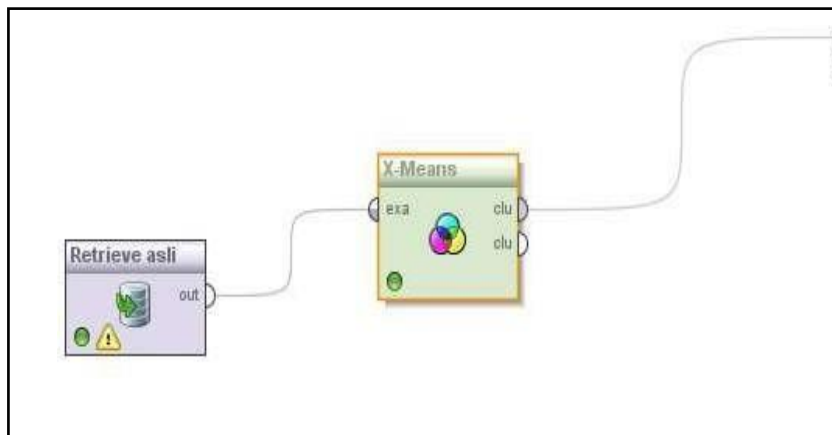 X-Means
exa
clu
clu
Retrieve asli
out